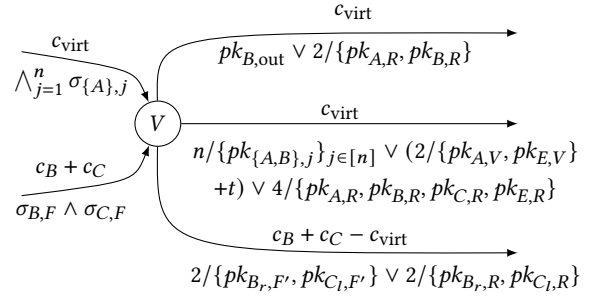 c_virt
c_virt
⋀ⁿ_{j=1} σ_{{A},j}
pk_{B,out} ∨ 2/{pk_{A,R}, pk_{B,R}}
V
c_virt
n/{pk_{{A,B},j}}_{j∈[n]} ∨ (2/{pk_{A,V}, pk_{E,V}}
+t) ∨ 4/{pk_{A,R}, pk_{B,R}, pk_{C,R}, pk_{E,R}}
c_B + c_C
σ_{B,F} ∧ σ_{C,F}
c_B + c_C − c_virt
2/{pk_{B_r,F′}, pk_{C_l,F′}} ∨ 2/{pk_{B_r,R}, pk_{C_l,R}}